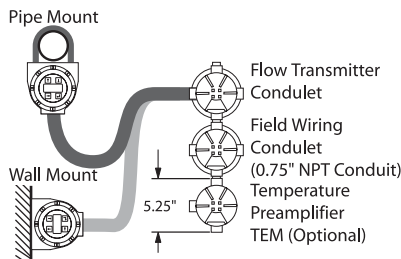 Pipe Mount
Flow Transmitter
Condulet
Field Wiring
Condulet
(0.75" NPT Conduit)
Wall Mount
Temperature
Preamplifier
TEM (Optional)
5.25"